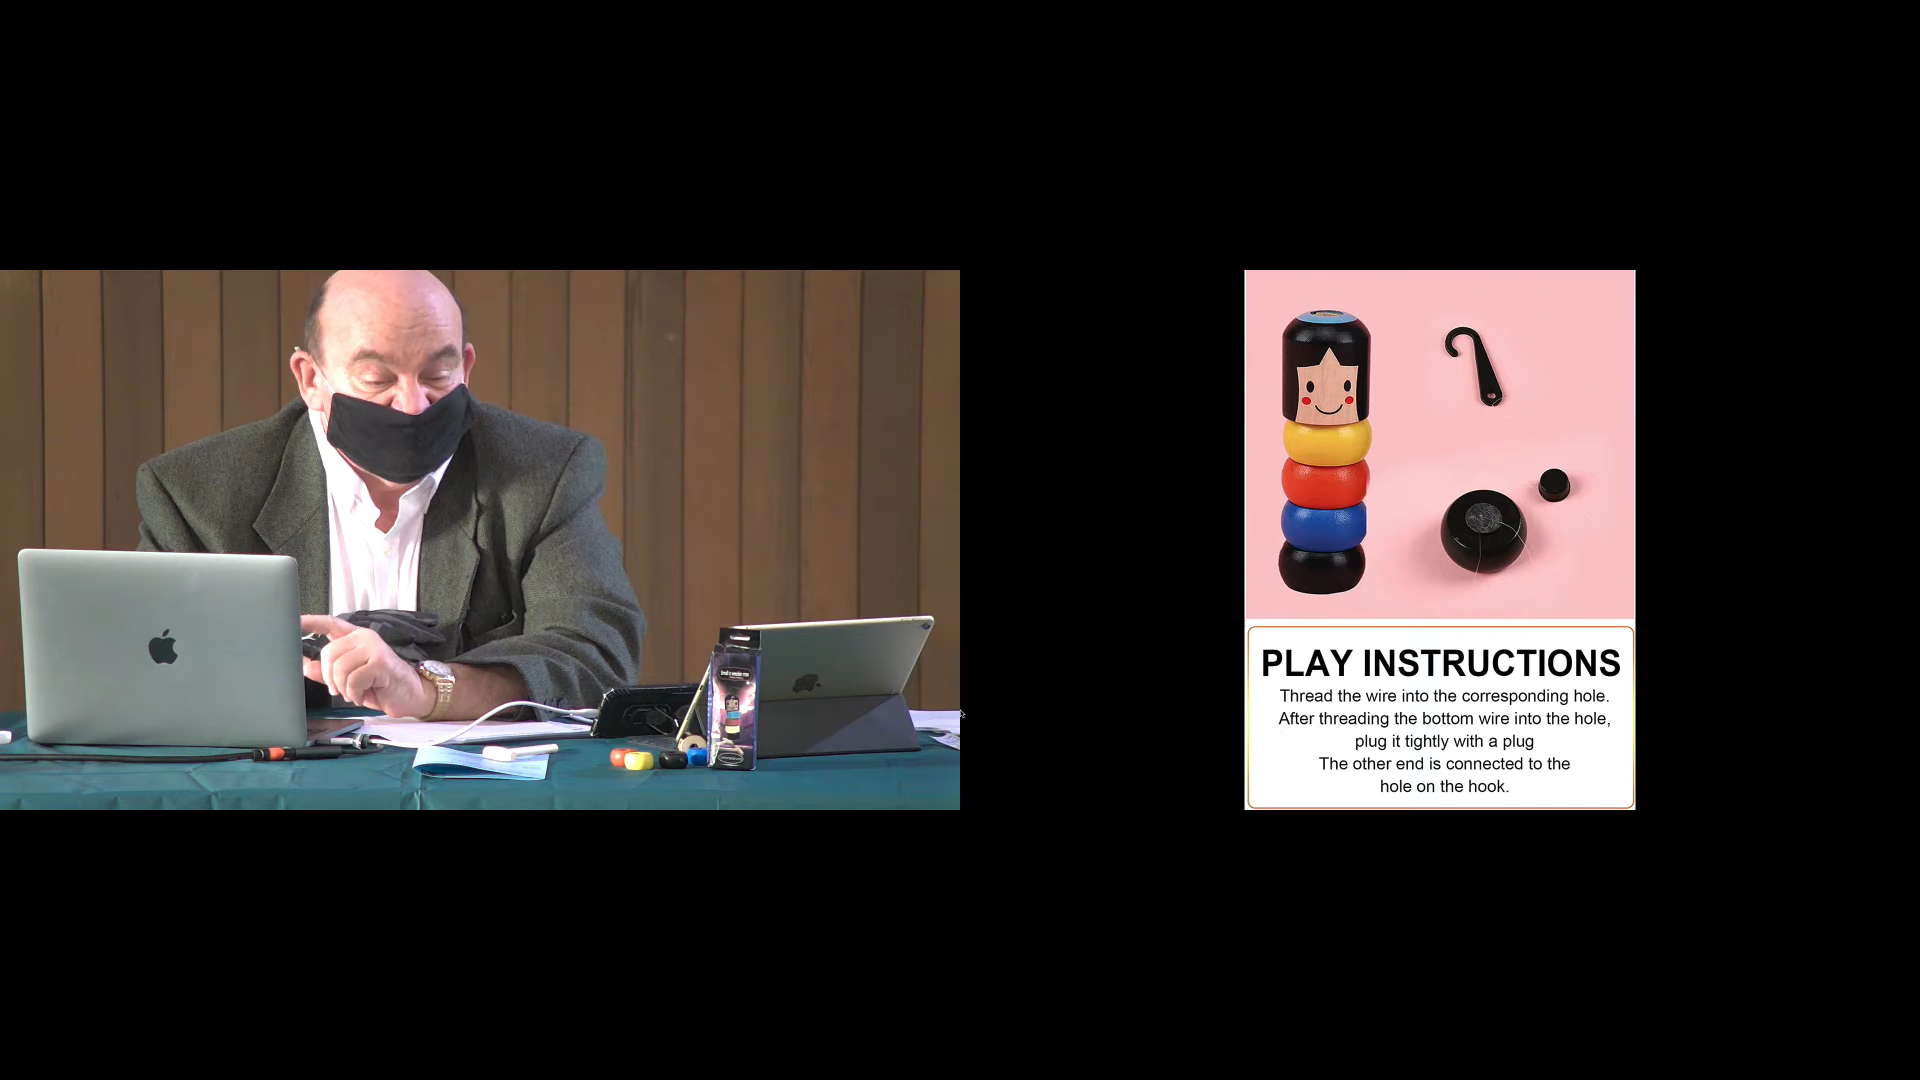 PLAY INSTRUCTIONS
Thread the wire into the corresponding hole.
After threading the bottom wire into the hole,
plug it tightly with a plug
The other end is connected to the
hole on the hook.